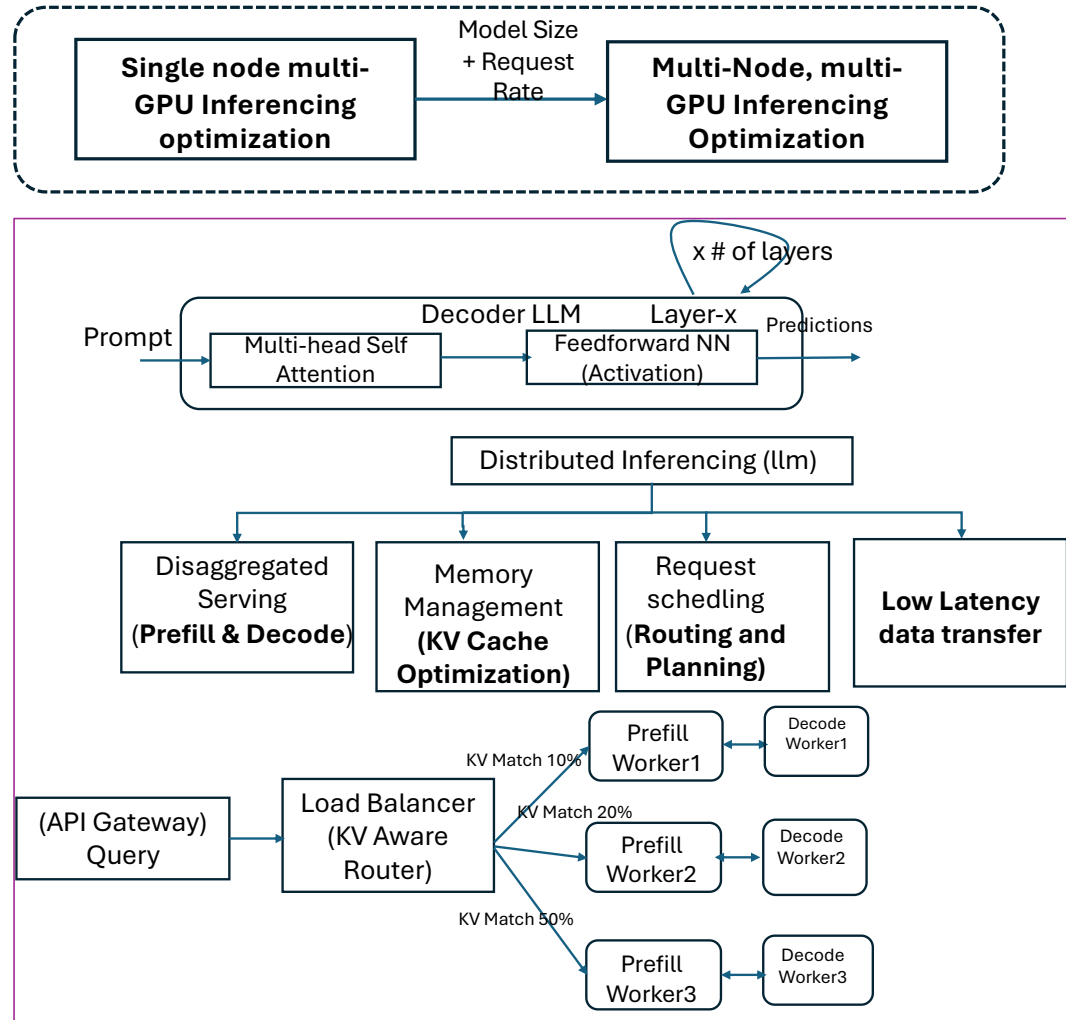 Single node multi-
GPU Inferencing
optimization
Model Size
+ Request
Rate
Multi-Node, multi-
GPU Inferencing
Optimization
x # of layers
Decoder LLM
Layer-x
Prompt
Multi-head Self
Attention
Feedforward NN
(Activation)
Predictions
Distributed Inferencing (llm)
Disaggregated
Serving
(Prefill & Decode)
Memory
Management
(KV Cache
Optimization)
Request
schedling
(Routing and
Planning)
Low Latency
data transfer
(API Gateway)
Query
Load Balancer
(KV Aware
Router)
KV Match 10%
KV Match 20%
KV Match 50%
Prefill
Worker1
Decode
Worker1
Prefill
Worker2
Decode
Worker2
Prefill
Worker3
Decode
Worker3